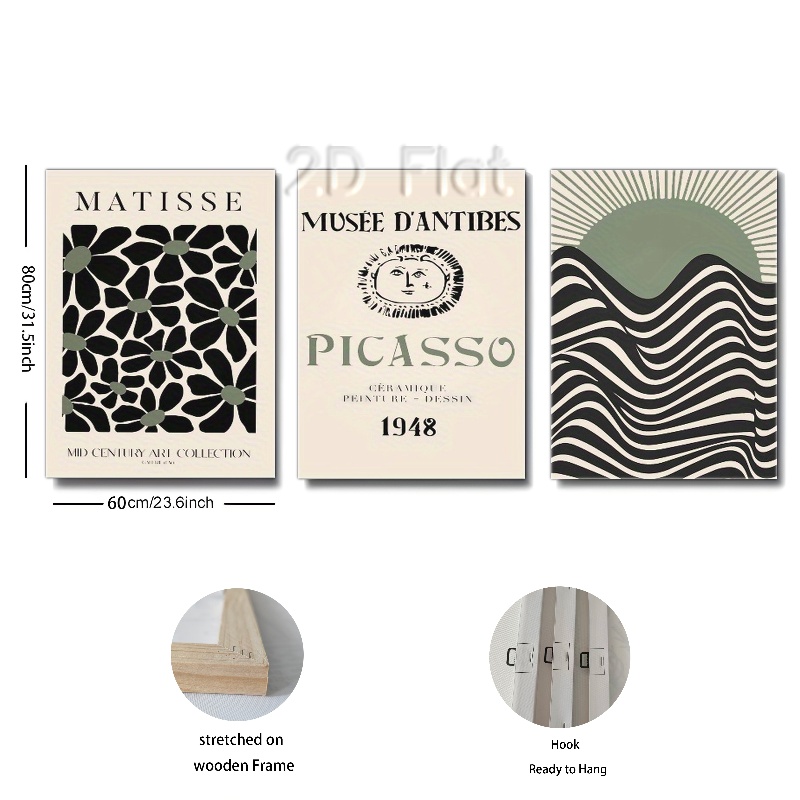 2D Flat
MATISSE
MID CENTURY ART COLLECTION
MUSÉE D'ANTIBES
PICASSO
CÉRAMIQUE
PEINTURE - DESSIN
1948
80cm/31.5inch
60cm/23.6inch
stretched on
wooden Frame
Hook
Ready to Hang